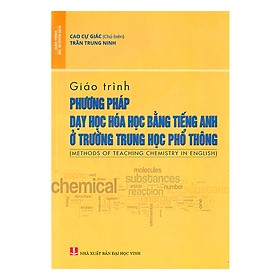 CAO CỰ GIÁC (Chủ biên)
TRẦN TRUNG NINH
Giáo trình
PHƯƠNG PHÁP
DẠY HỌC HÓA HỌC BẰNG TIẾNG ANH
Ở TRƯỜNG TRUNG HỌC PHỔ THÔNG
(METHODS OF TEACHING CHEMISTRY IN ENGLISH)
molecules
substances
chemical
reaction
NHÀ XUẤT BẢN ĐẠI HỌC VINH